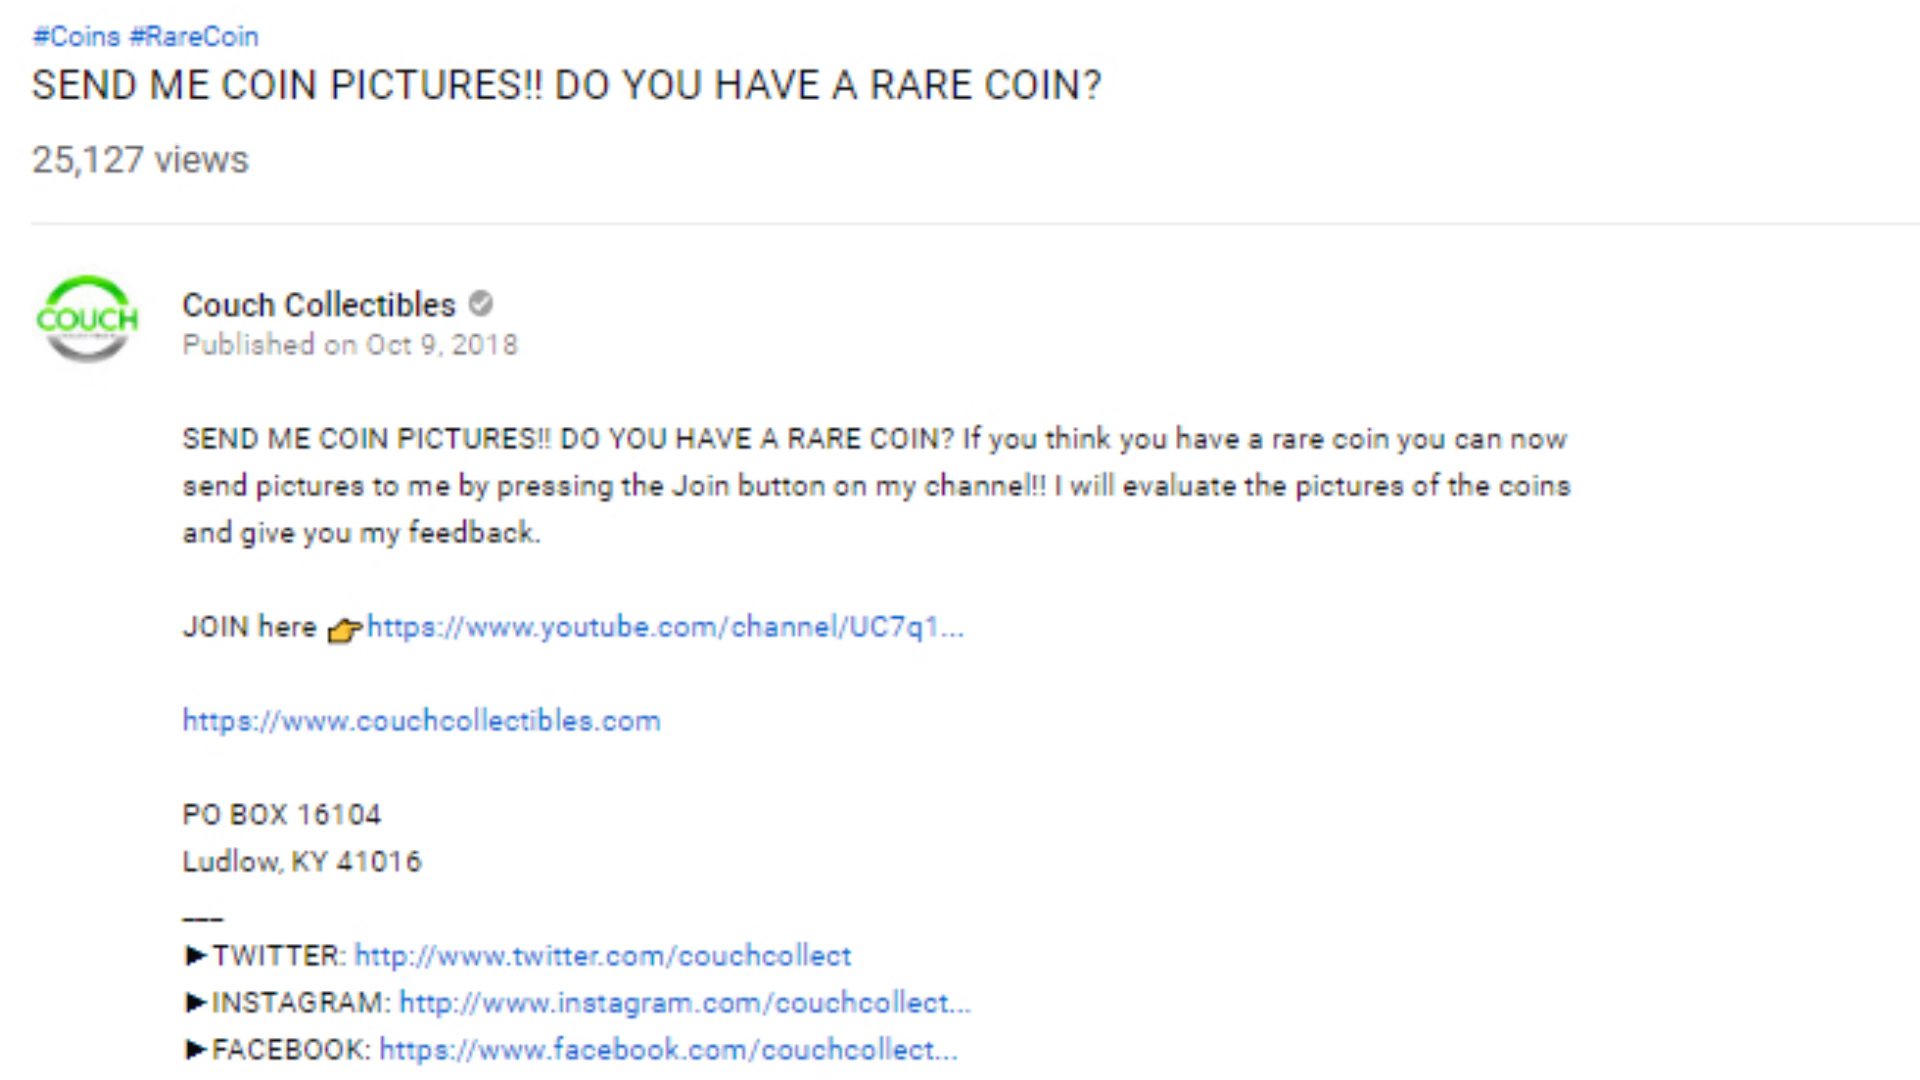 #Coins #RareCoin
SEND ME COIN PICTURES!! DO YOU HAVE A RARE COIN?
25,127 views
COUCH
Couch Collectibles
Published on Oct 9, 2018
SEND ME COIN PICTURES!! DO YOU HAVE A RARE COIN? If you think you have a rare coin you can now
send pictures to me by pressing the Join button on my channel!! I will evaluate the pictures of the coins
and give you my feedback.
JOIN here 👉https://www.youtube.com/channel/UC7q1...
https://www.couchcollectibles.com
PO BOX 16104
Ludlow, KY 41016
___
►TWITTER: http://www.twitter.com/couchcollect
►INSTAGRAM: http://www.instagram.com/couchcollect...
►FACEBOOK: https://www.facebook.com/couchcollect...